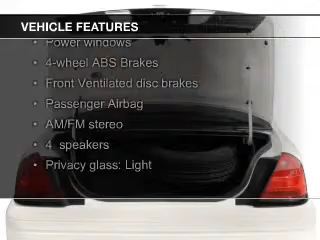 VEHICLE FEATURES
• Power windows
• 4-wheel ABS Brakes
• Front Ventilated disc brakes
• Passenger Airbag
• AM/FM stereo
• 4 speakers
• Privacy glass: Light